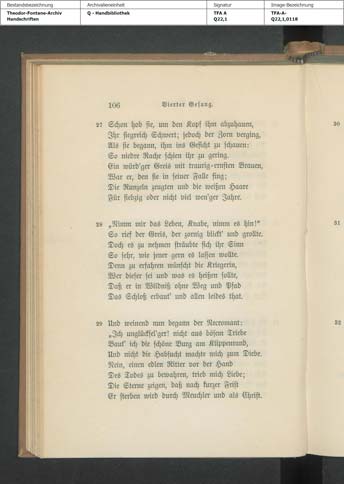 Bestandsbezeichnung
Archivalieneinheit
Signatur
Image-Bezeichnung
Theodor-Fontane-Archiv
Handschriften
Q - Handbibliothek
TFA A
Q22,1
TFA-A-
Q22,1,0118
106 Vierter Gesang.
27 Schon hob sie, um den Kopf ihm abzuhauen,
Ihr siegreich Schwert; jedoch der Zorn verging,
Als sie begann, ihm ins Gesicht zu schauen:
So niedre Rache schien ihr zu gering.
Ein würd'ger Greis mit traurig-ernsten Brauen,
War er, den sie in seiner Falle fing;
Die Runzeln zeugten und die weißen Haare
Für siebzig oder nicht viel wen'ger Jahre.
28 „Nimm mir das Leben, Knabe, nimm es hin!“
So rief der Greis, der zornig blickt' und grollte.
Doch es zu nehmen sträubte sich ihr Sinn
So sehr, wie jener gern es lassen wollte.
Denn zu erfahren wünscht die Kriegerin,
Wer dieser sei und was es heißen sollte,
Daß er in Wildniß ohne Weg und Pfad
Das Schloß erbaut' und allen leides that.
29 Und weinend nun begann der Necromant:
„Ich unglücksel'ger! nicht aus bösem Triebe
Baut' ich die schöne Burg am Klippenrand,
Und nicht die Habsucht machte mich zum Diebe.
Nein, einen edlen Ritter vor der Hand
Des Todes zu bewahren, trieb mich Liebe;
Die Sterne zeigen, daß nach kurzer Frist
Er sterben wird durch Meuchler und als Christ.
30
31
32